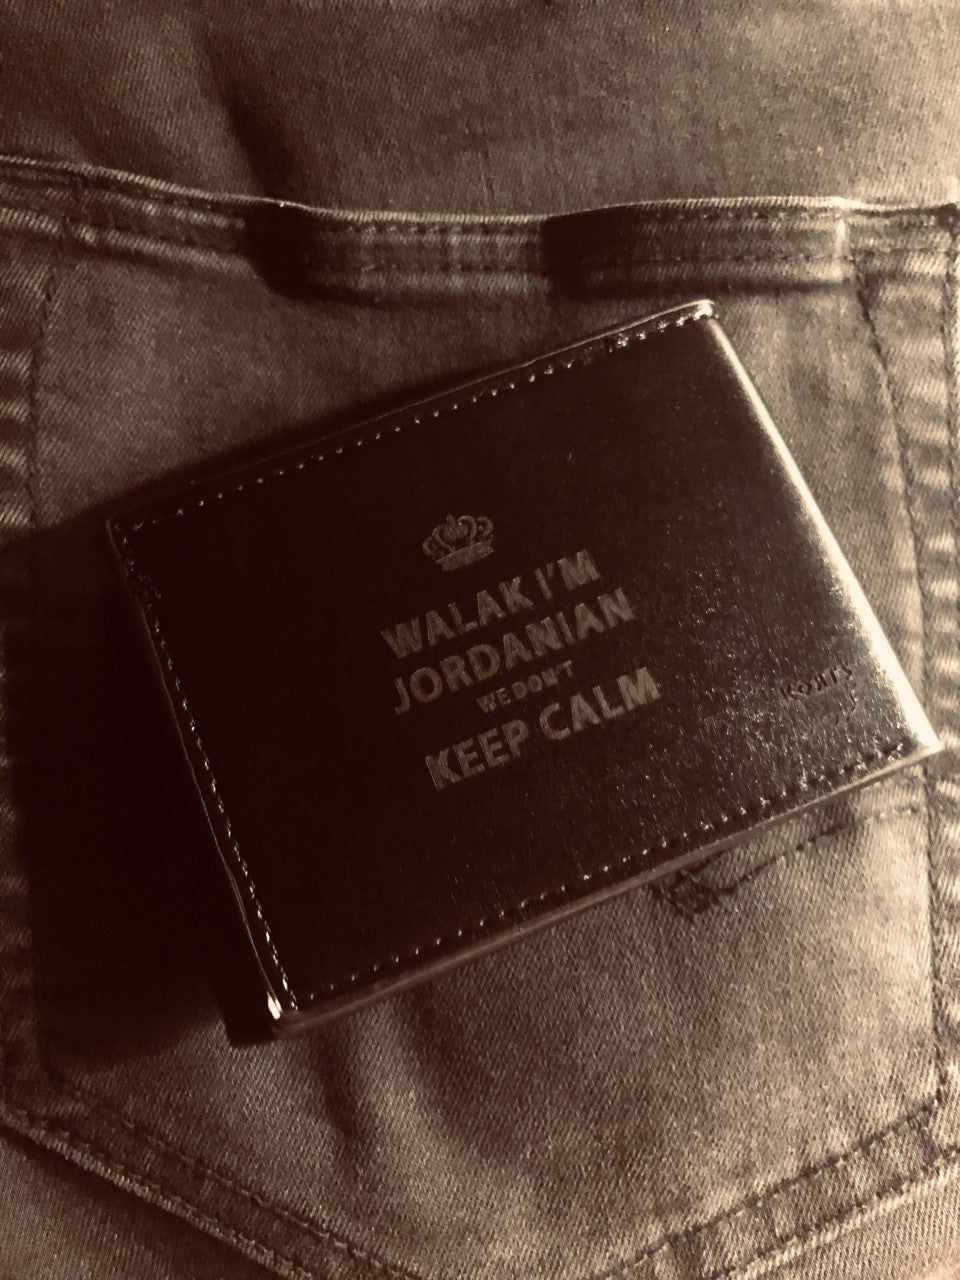 WALAK I'M
JORDANIAN
WE DON'T
KEEP CALM